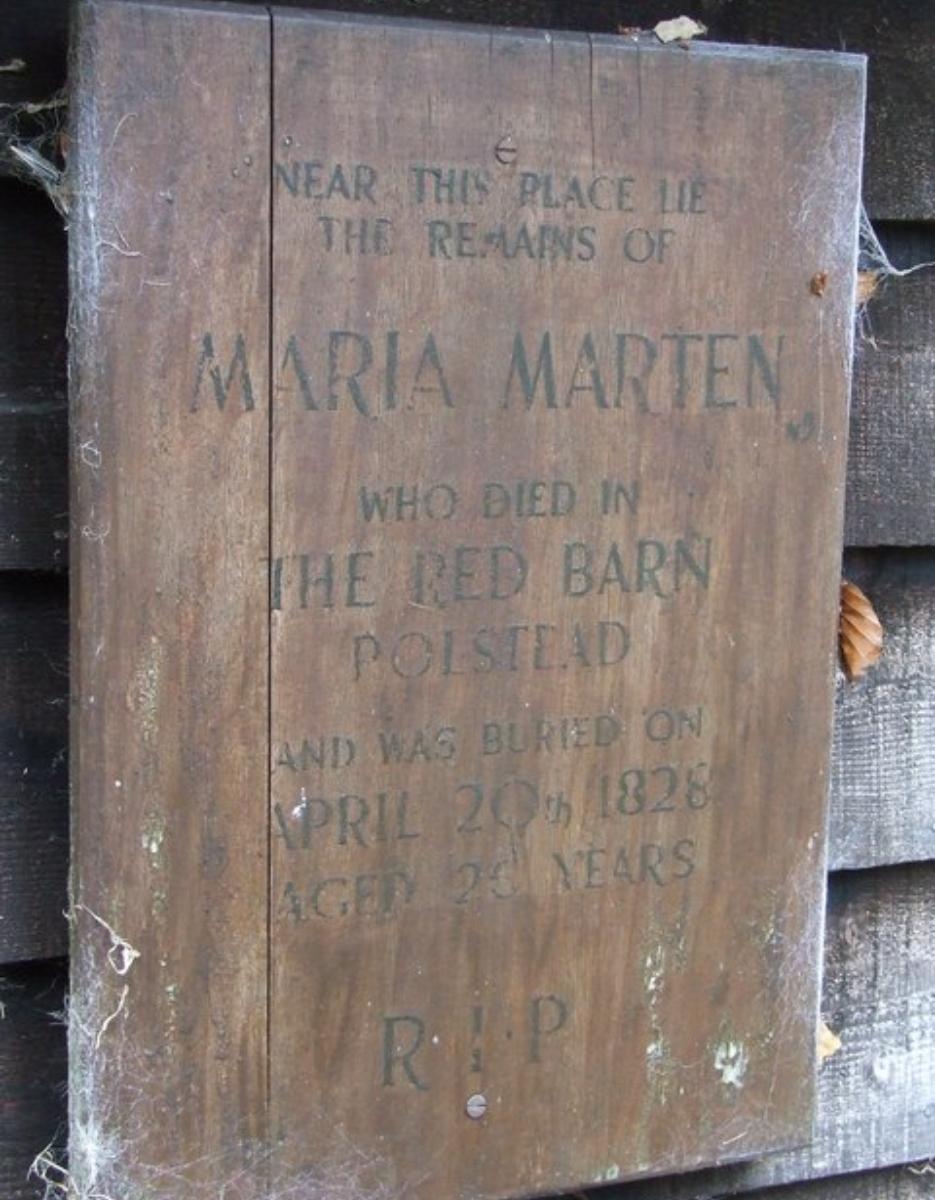 NEAR THIS PLACE LIE
THE REMAINS OF
MARIA MARTEN
WHO DIED IN
THE RED BARN
POLSTEAD
AND WAS BURIED ON
APRIL 20th 1828
AGED YEARS
R.I.P